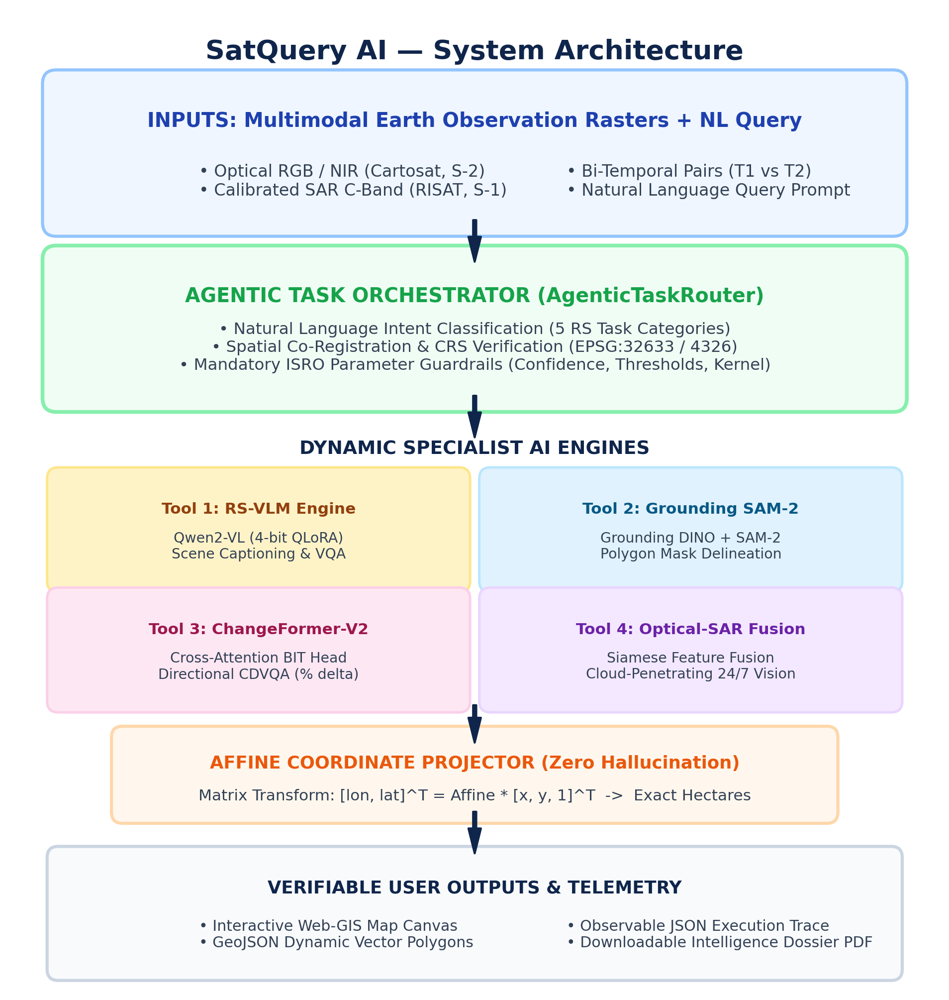 SatQuery AI — System Architecture
INPUTS: Multimodal Earth Observation Rasters + NL Query
• Optical RGB / NIR (Cartosat, S-2)
• Calibrated SAR C-Band (RISAT, S-1)
• Bi-Temporal Pairs (T1 vs T2)
• Natural Language Query Prompt
AGENTIC TASK ORCHESTRATOR (AgenticTaskRouter)
• Natural Language Intent Classification (5 RS Task Categories)
• Spatial Co-Registration & CRS Verification (EPSG:32633 / 4326)
• Mandatory ISRO Parameter Guardrails (Confidence, Thresholds, Kernel)
DYNAMIC SPECIALIST AI ENGINES
Tool 1: RS-VLM Engine
Qwen2-VL (4-bit QLoRA)
Scene Captioning & VQA
Tool 2: Grounding SAM-2
Grounding DINO + SAM-2
Polygon Mask Delineation
Tool 3: ChangeFormer-V2
Cross-Attention BIT Head
Directional CDVQA (% delta)
Tool 4: Optical-SAR Fusion
Siamese Feature Fusion
Cloud-Penetrating 24/7 Vision
AFFINE COORDINATE PROJECTOR (Zero Hallucination)
Matrix Transform: [lon, lat]^T = Affine * [x, y, 1]^T  ->  Exact Hectares
VERIFIABLE USER OUTPUTS & TELEMETRY
• Interactive Web-GIS Map Canvas
• GeoJSON Dynamic Vector Polygons
• Observable JSON Execution Trace
• Downloadable Intelligence Dossier PDF